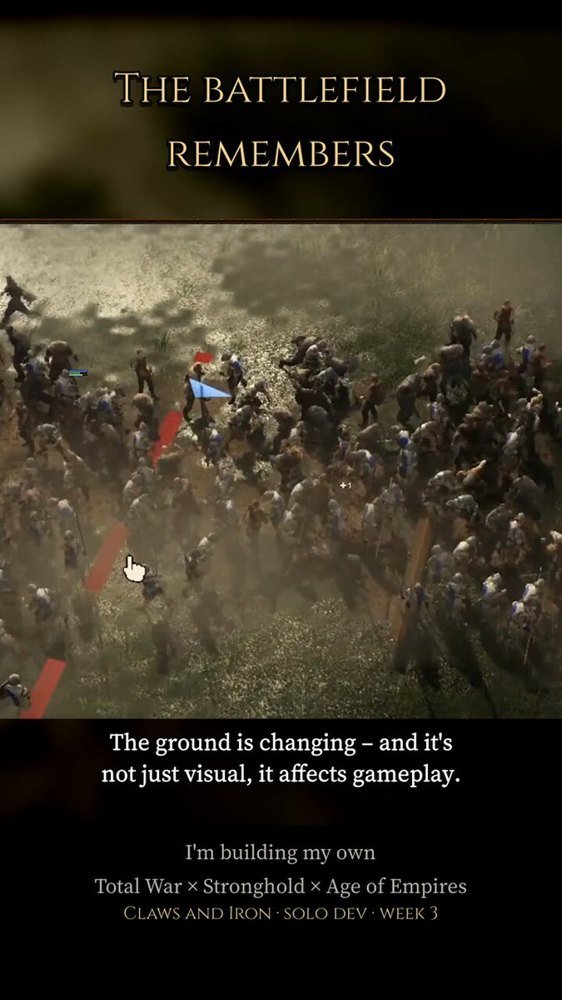 The battlefield
remembers
+1
The ground is changing – and it's
not just visual, it affects gameplay.
I'm building my own
Total War × Stronghold × Age of Empires
Claws and Iron · solo dev · week 3